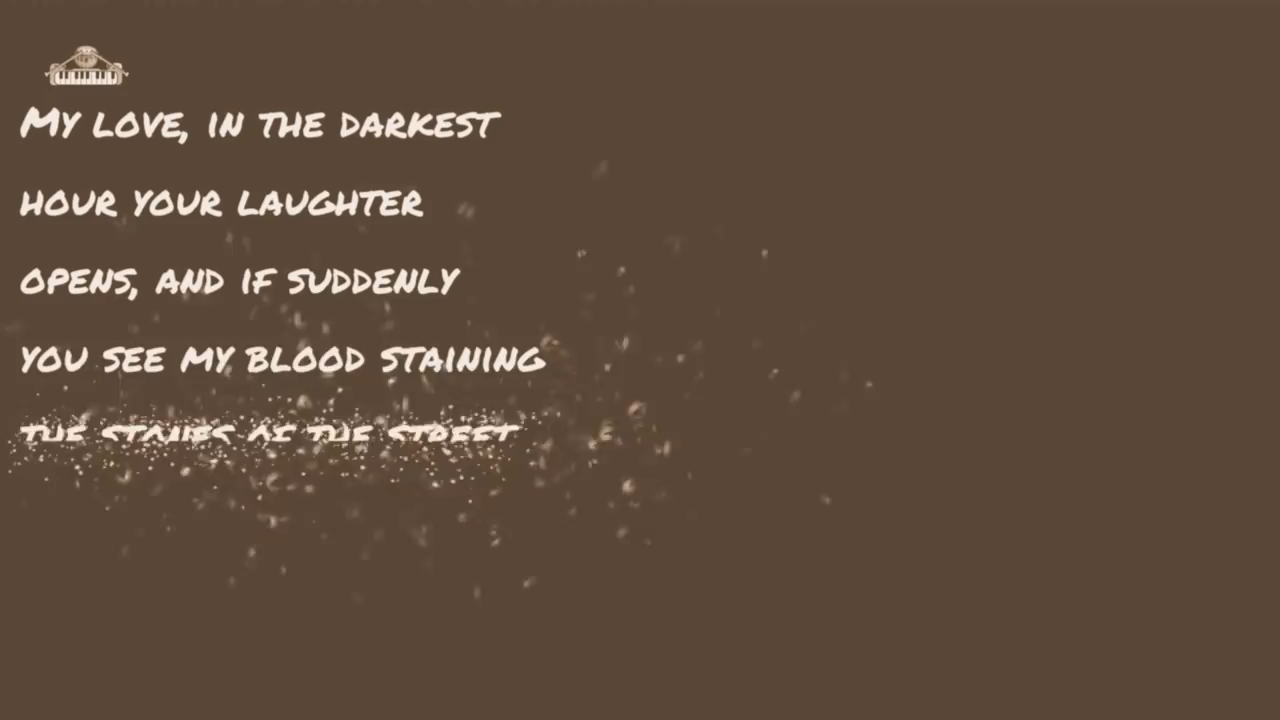 My love, in the darkest
hour your laughter
opens, and if suddenly
you see my blood staining
the stones of the street